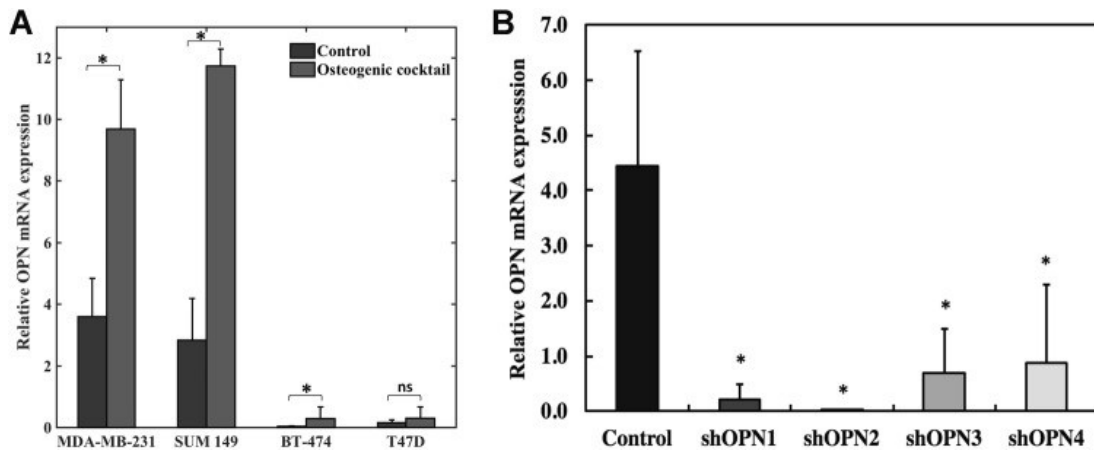 A
Relative OPN mRNA expression
12
10
8
6
4
2
0
*
*
*
ns
Control
Osteogenic cocktail
MDA-MB-231 SUM 149 BT-474 T47D
B
Relative OPN mRNA expresssion
7.0
6.0
5.0
4.0
3.0
2.0
1.0
0.0
*
*
*
*
Control shOPN1 shOPN2 shOPN3 shOPN4